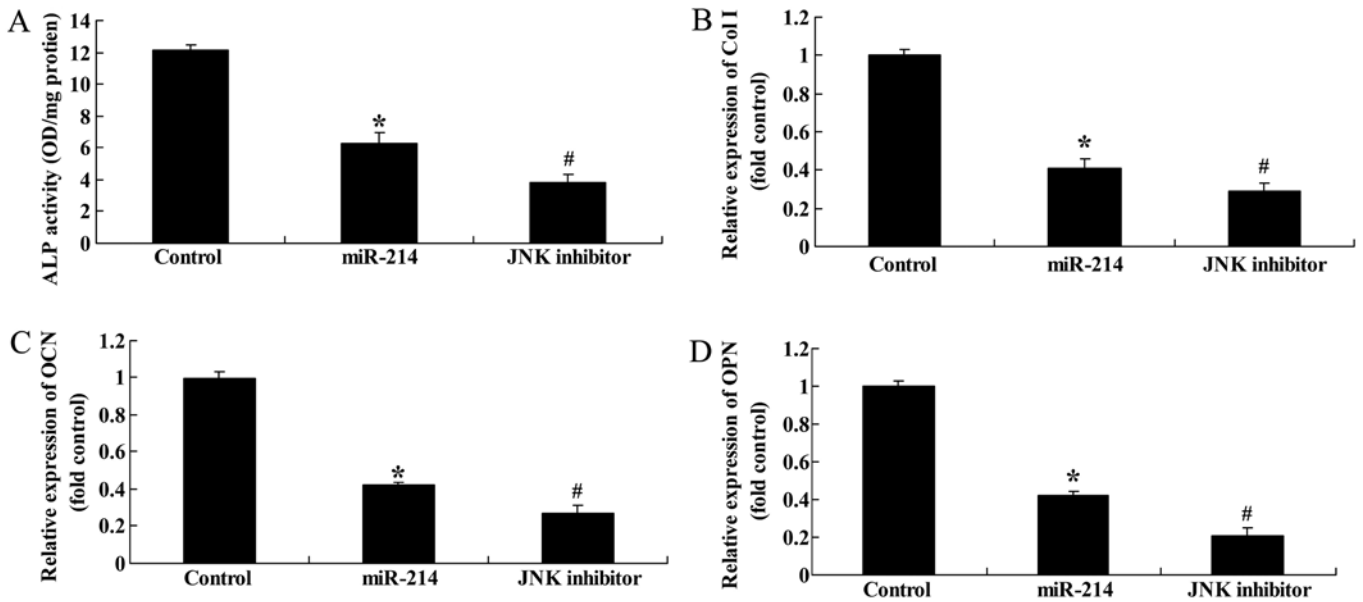 A
ALP activity (OD/mg protien)
14
12
10
8
6
4
2
0
*
#
Control
miR-214
JNK inhibitor
B
Relative expression of Col I
(fold control)
1.2
1
0.8
0.6
0.4
0.2
0
*
#
Control
miR-214
JNK inhibitor
C
Relative expression of OCN
(fold control)
1.2
1
0.8
0.6
0.4
0.2
0
*
#
Control
miR-214
JNK inhibitor
D
Relative expression of OPN
(fold control)
1.2
1
0.8
0.6
0.4
0.2
0
*
#
Control
miR-214
JNK inhibitor